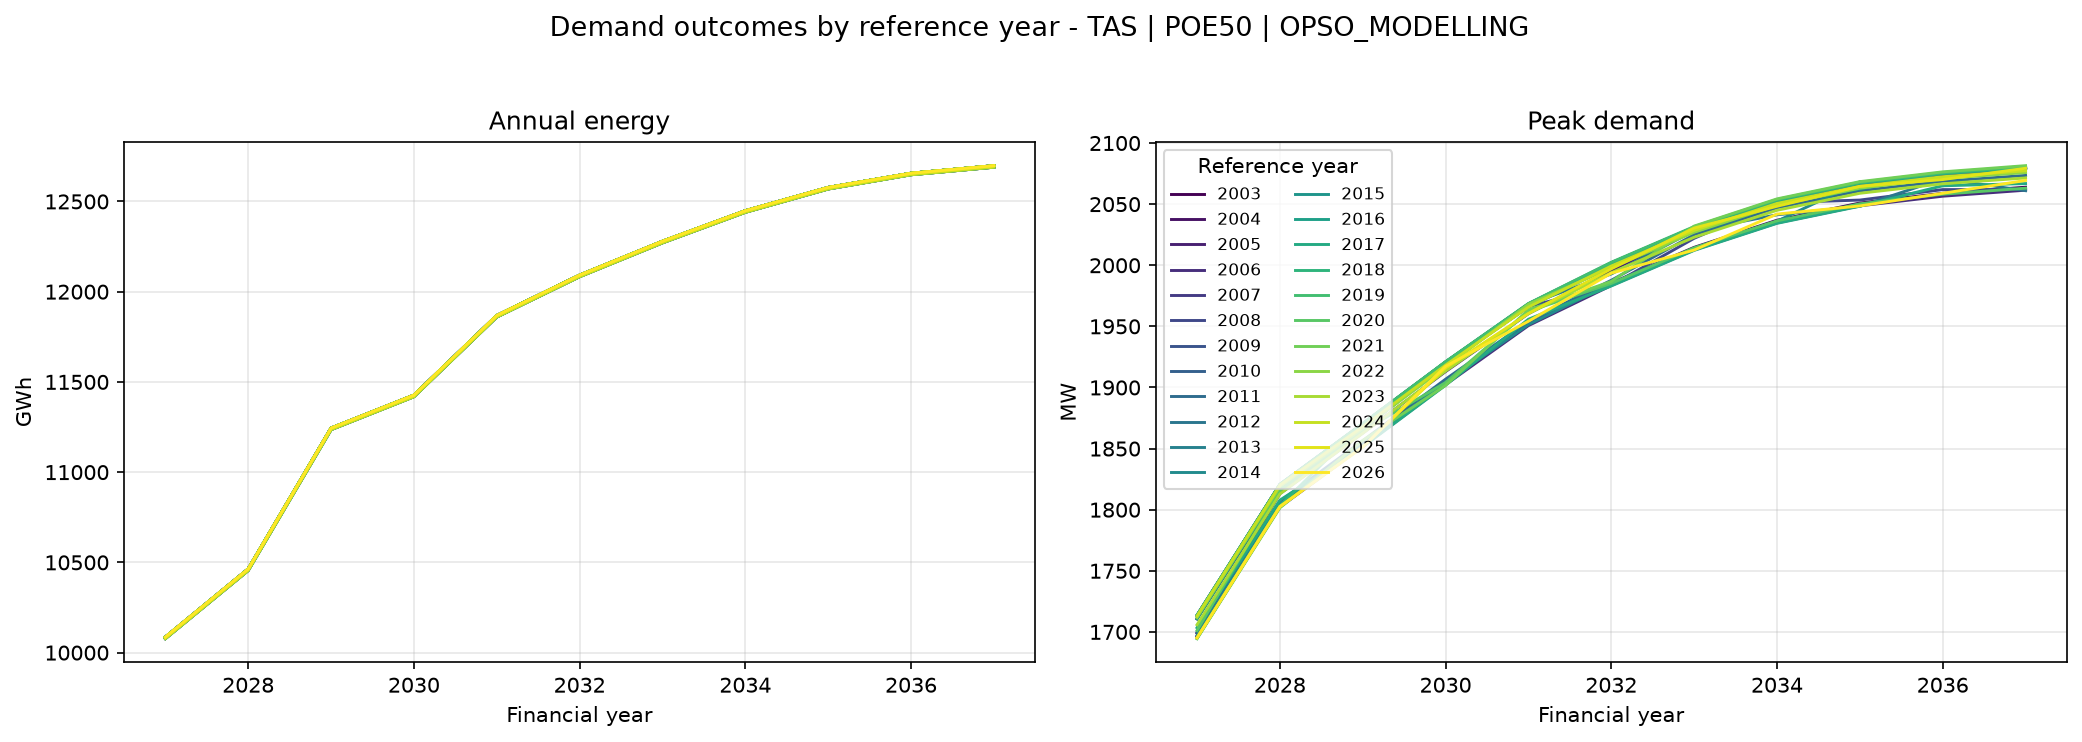 Demand outcomes by reference year - TAS | POE50 | OPSO_MODELLING
Annual energy
GWh
12500
12000
11500
11000
10500
10000
2028 2030 2032 2034 2036
Financial year
Peak demand
MW
2100
2050
2000
1950
1900
1850
1800
1750
1700
Reference year
2003 2015
2004 2016
2005 2017
2006 2018
2007 2019
2008 2020
2009 2021
2010 2022
2011 2023
2012 2024
2013 2025
2014 2026
2028 2030 2032 2034 2036
Financial year